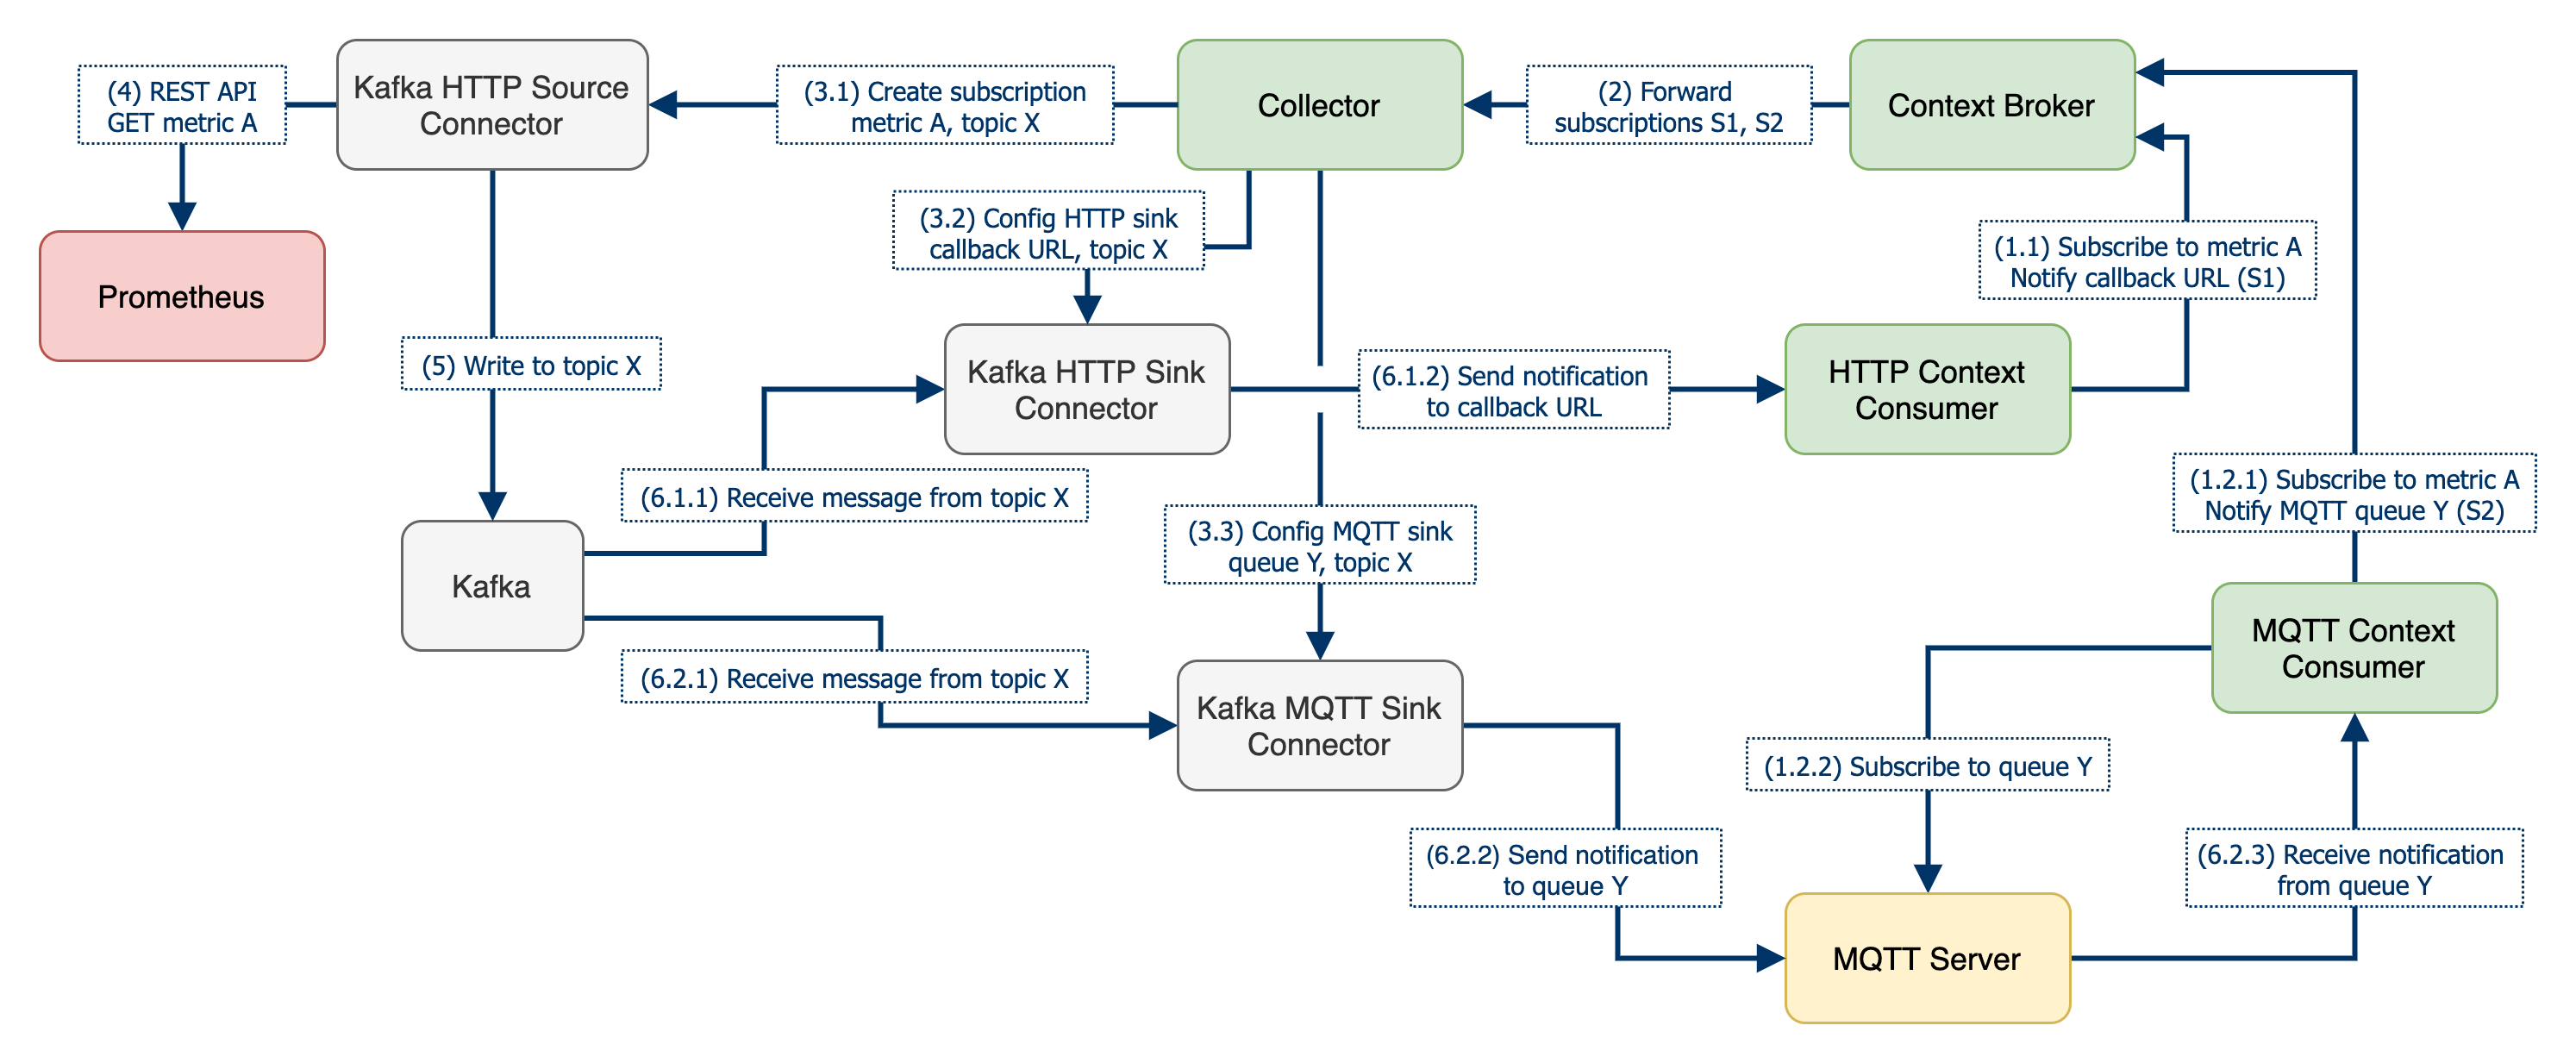 (4) REST API
GET metric A
Kafka HTTP Source
Connector
(3.1) Create subscription
metric A, topic X
Collector
(2) Forward
subscriptions S1, S2
Context Broker
(3.2) Config HTTP sink
callback URL, topic X
(1.1) Subscribe to metric A
Notify callback URL (S1)
Prometheus
(5) Write to topic X
Kafka HTTP Sink
Connector
(6.1.2) Send notification
to callback URL
HTTP Context
Consumer
(6.1.1) Receive message from topic X
(1.2.1) Subscribe to metric A
Notify MQTT queue Y (S2)
(3.3) Config MQTT sink
queue Y, topic X
Kafka
MQTT Context
Consumer
(6.2.1) Receive message from topic X
Kafka MQTT Sink
Connector
(1.2.2) Subscribe to queue Y
(6.2.2) Send notification
to queue Y
(6.2.3) Receive notification
from queue Y
MQTT Server